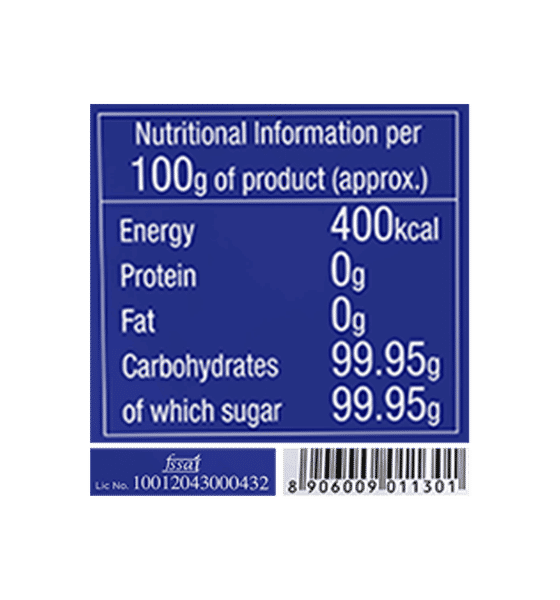 Nutritional Information per
100g of product (approx.)
Energy 400kcal
Protein 0g
Fat 0g
Carbohydrates 99.95g
of which sugar 99.95g
fssai
Lic No. 10012043000432
8 906009 011301